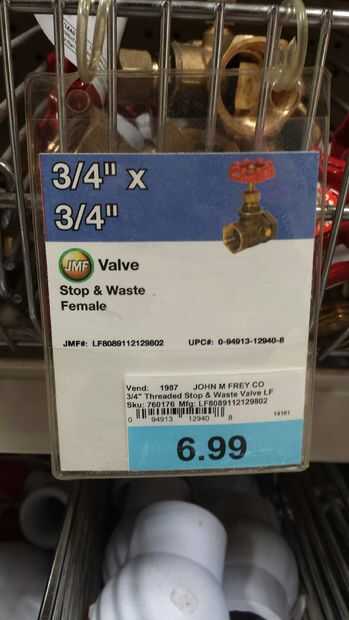 3/4" x
3/4"
JMF Valve
Stop & Waste
Female
JMF#: LF8089112129802 UPC#: 0-94913-12940-8
Vend: 1987 JOHN M FREY CO
3/4" Threaded Stop & Waste Valve LF
Sku: 760176 Mfg: LF8089112129802
0 94913 12940 8
14161
6.99